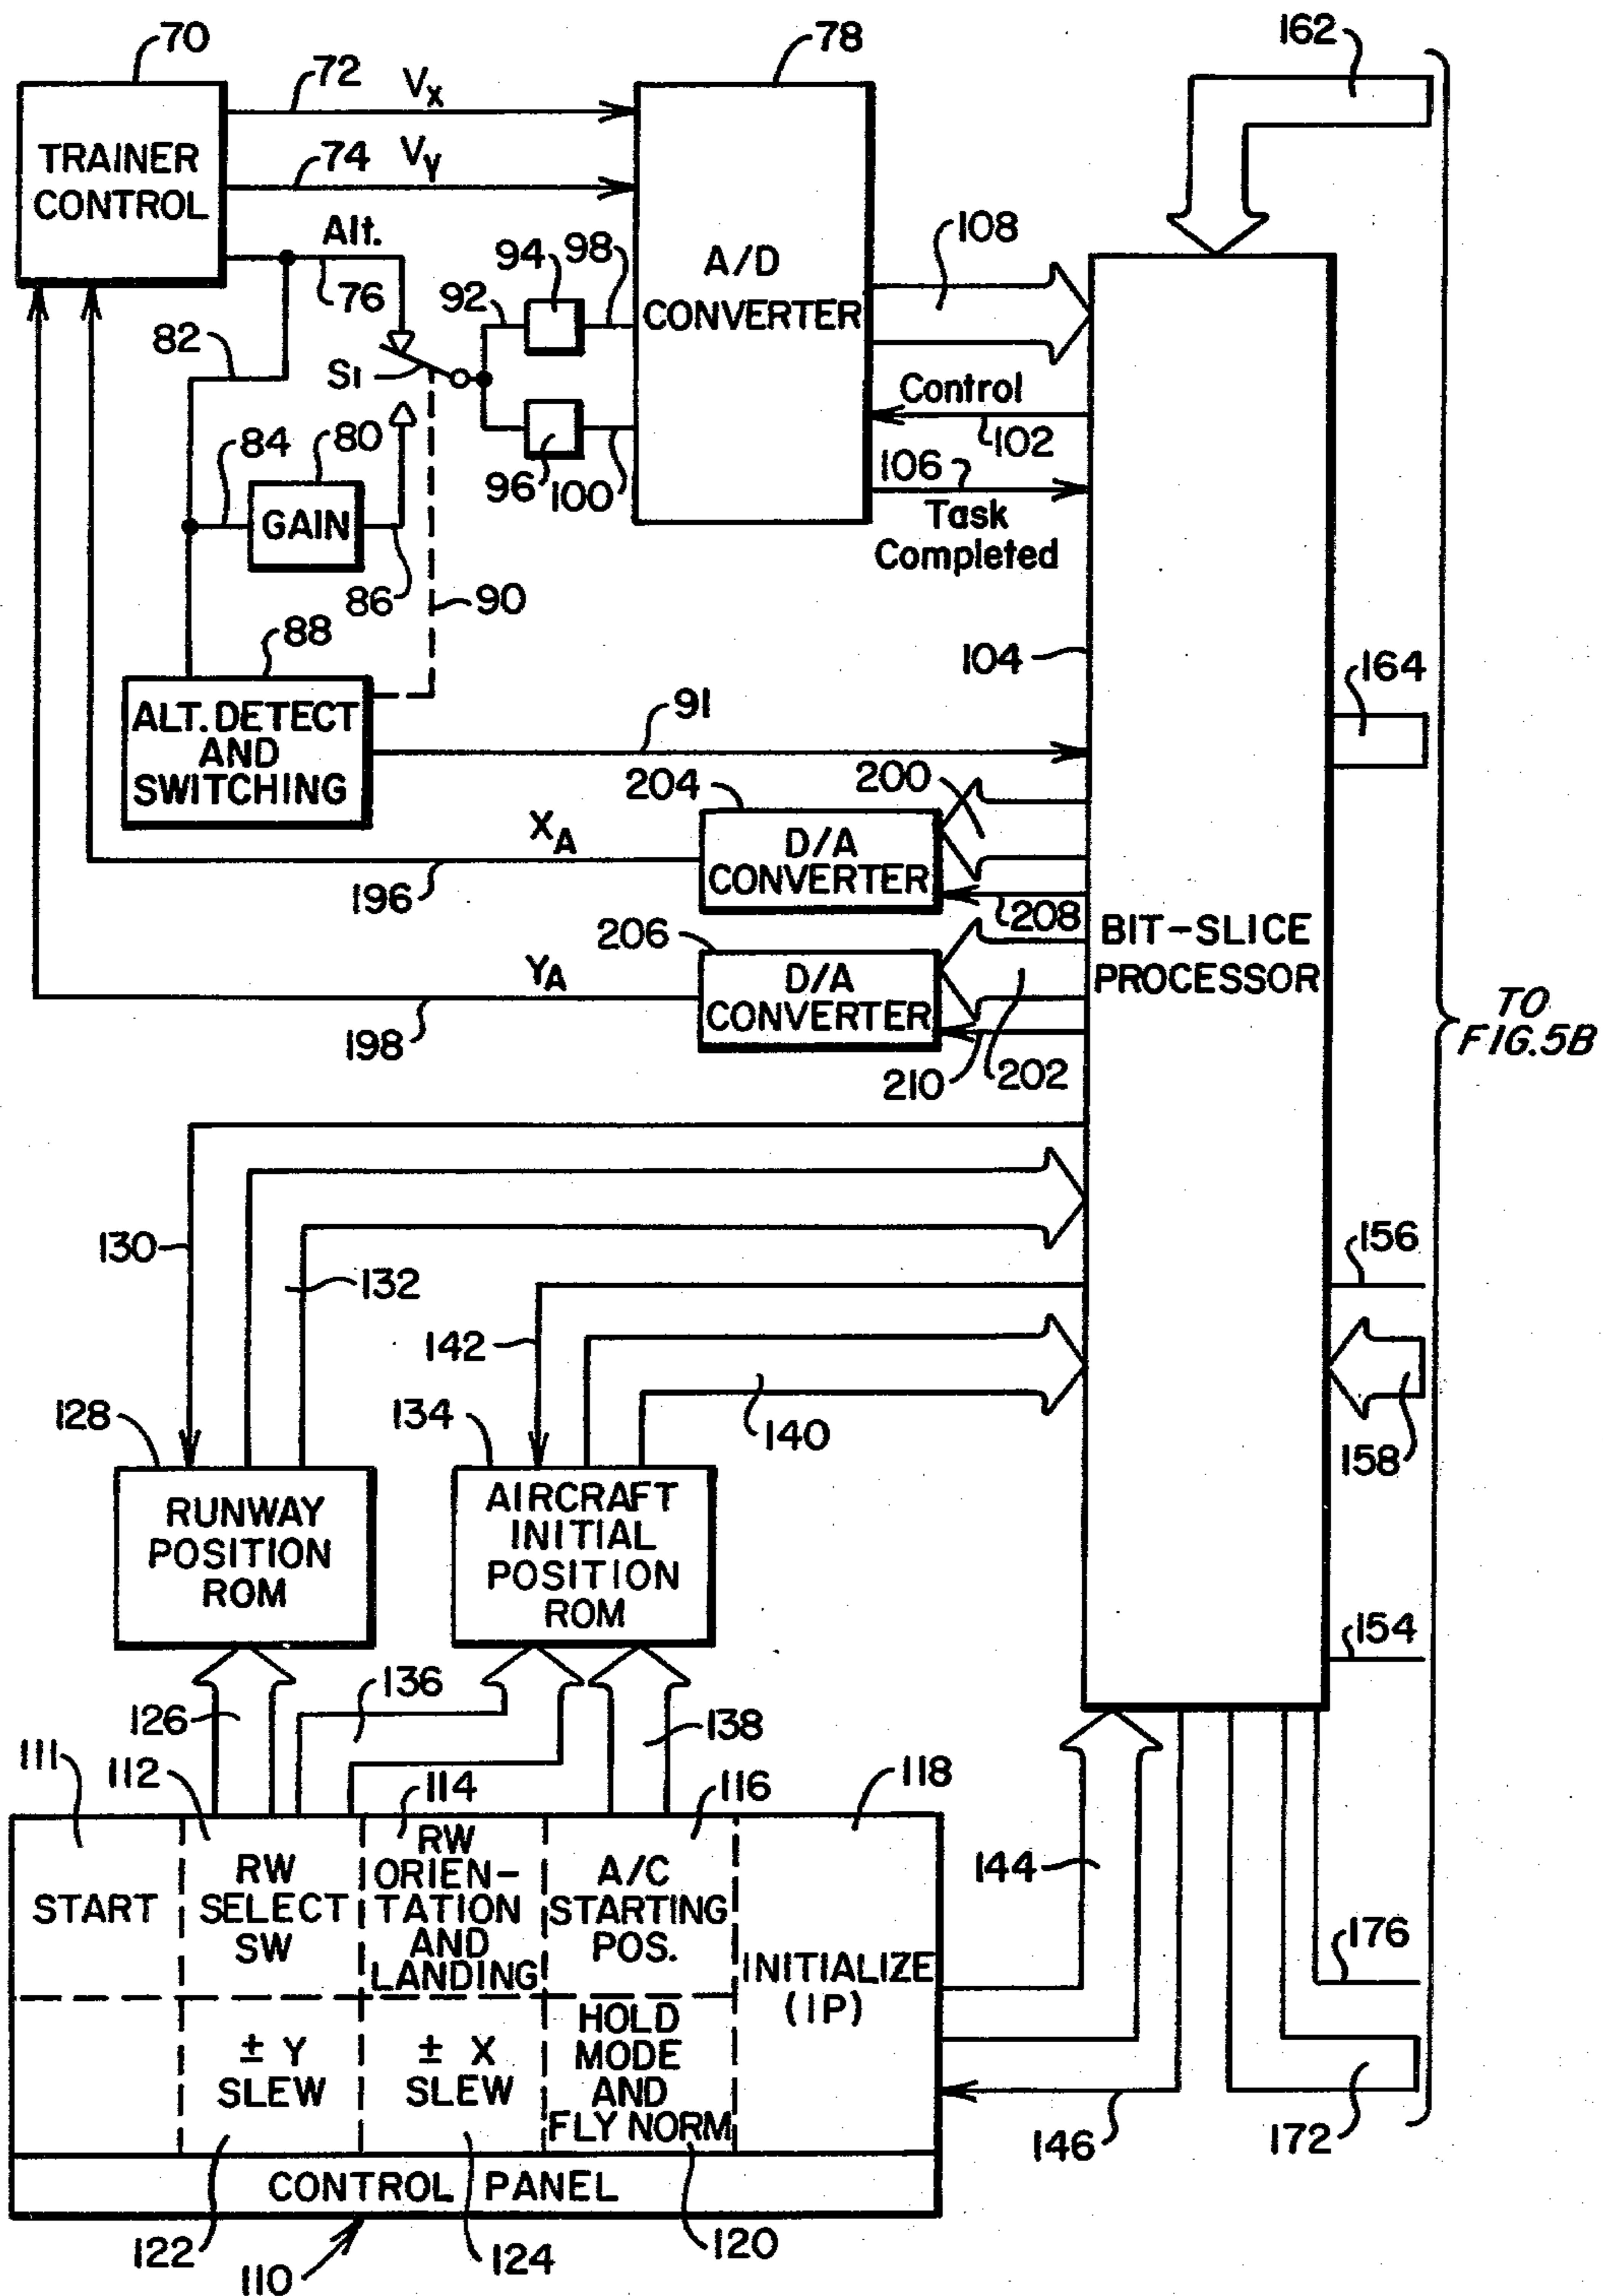 70
72
Vx
78
162
TRAINER
CONTROL
74
Vy
Alt.
76
82
S1
92
94
98
A/D
CONVERTER
108
84
80
GAIN
86
96
100
Control
102
106
Task
Completed
90
88
ALT. DETECT
AND
SWITCHING
91
104
164
204
200
XA
D/A
CONVERTER
196
208
206
YA
D/A
CONVERTER
198
210
202
BIT-SLICE
PROCESSOR
TO
FIG.5B
130
132
142
140
156
158
128
134
RUNWAY
POSITION
ROM
AIRCRAFT
INITIAL
POSITION
ROM
154
126
136
138
111
112
114
116
118
START
RW
SELECT
SW
RW
ORIEN-
TATION
AND
LANDING
A/C
STARTING
POS.
INITIALIZE
(IP)
144
176
± Y
SLEW
± X
SLEW
HOLD
MODE
AND
FLY NORM
146
172
CONTROL PANEL
122
110
124
120